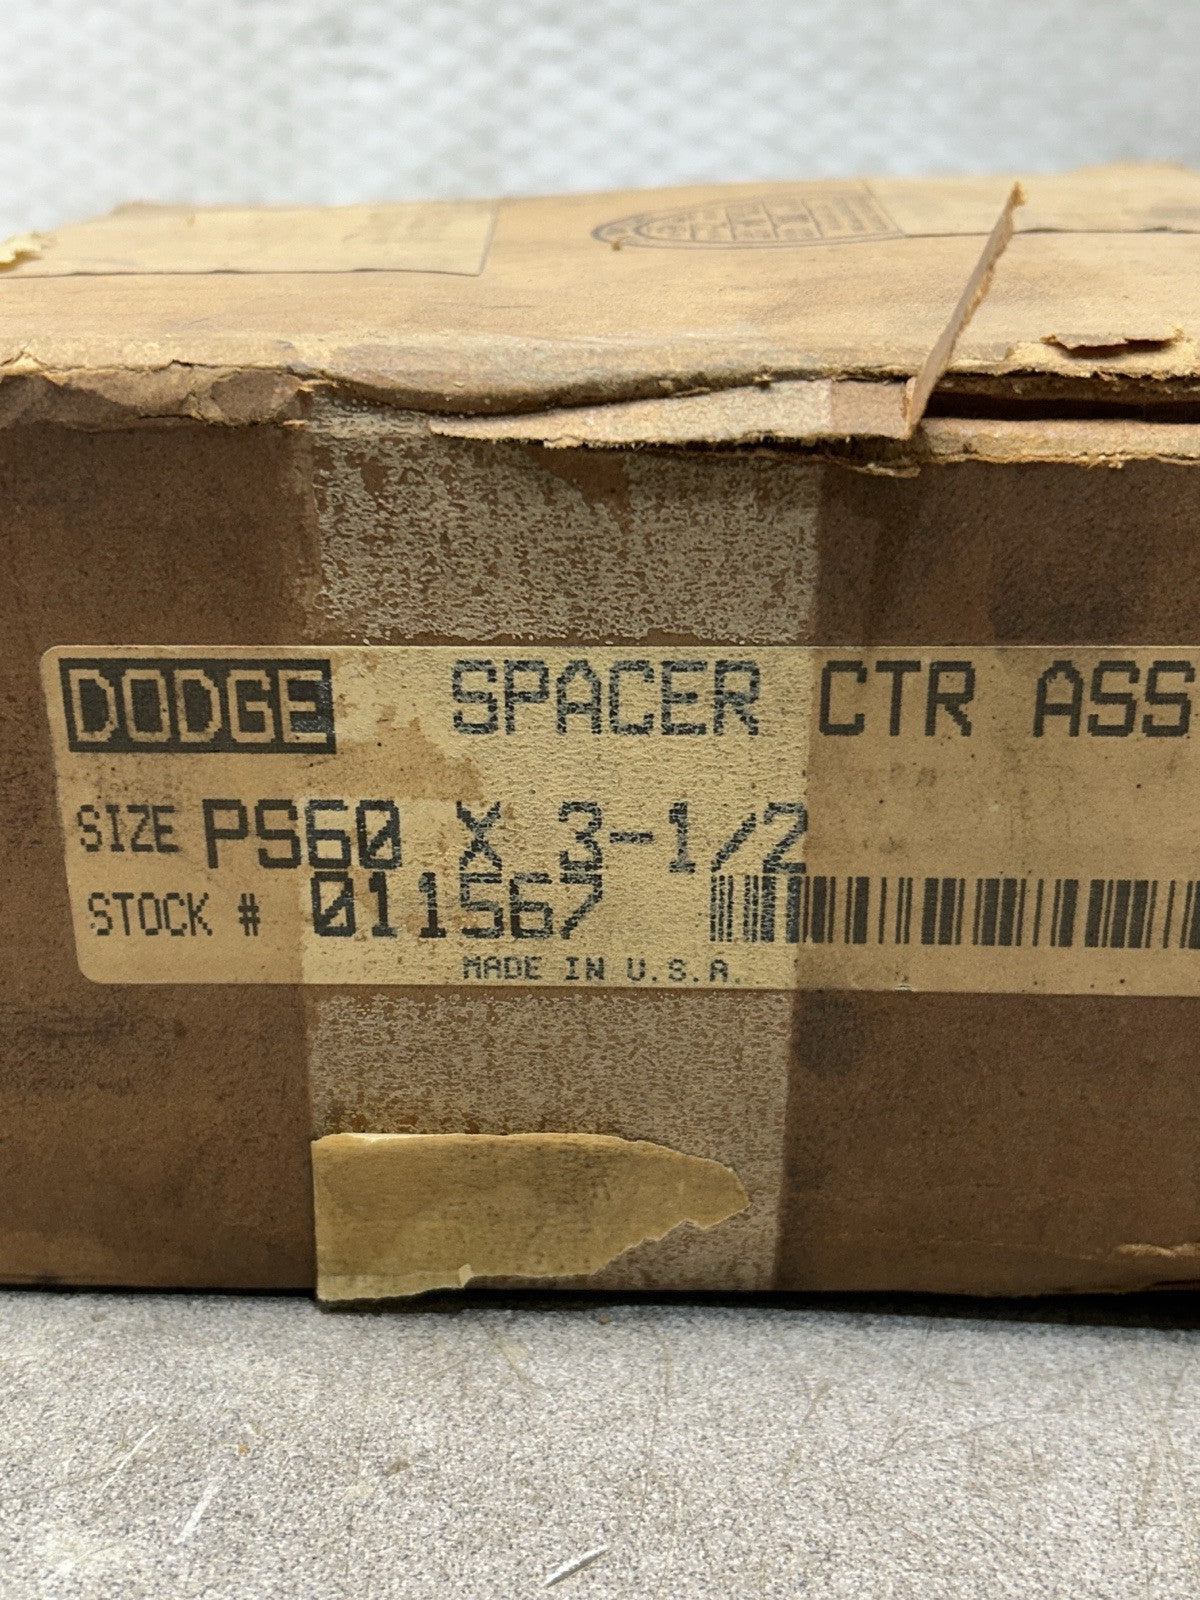 DODGE SPACER CTR ASS
SIZE PS60 X 3-1/2
STOCK # 011567
MADE IN U.S.A.